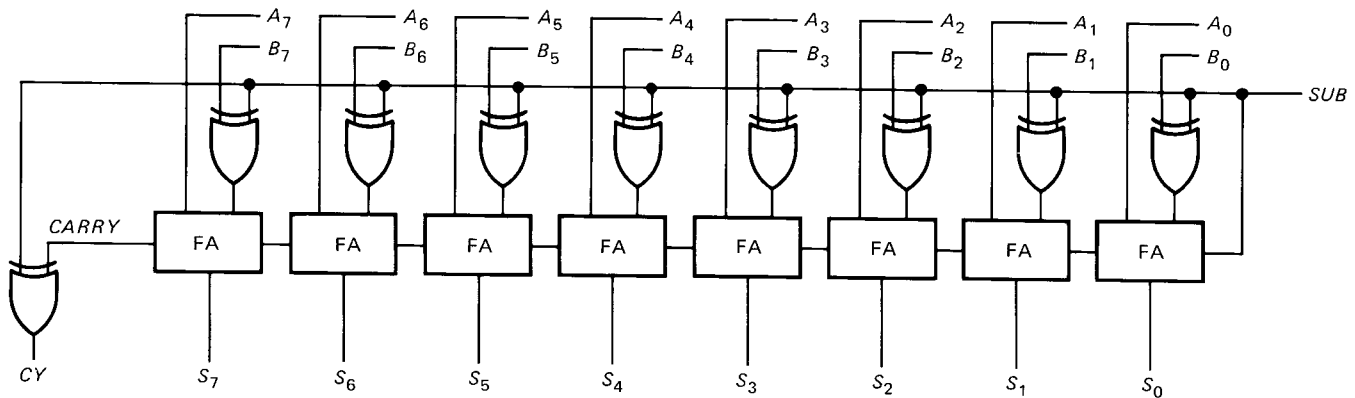 A7 A6 A5 A4 A3 A2 A1 A0
B7 B6 B5 B4 B3 B2 B1 B0
SUB
CARRY
FA FA FA FA FA FA FA FA
CY S7 S6 S5 S4 S3 S2 S1 S0